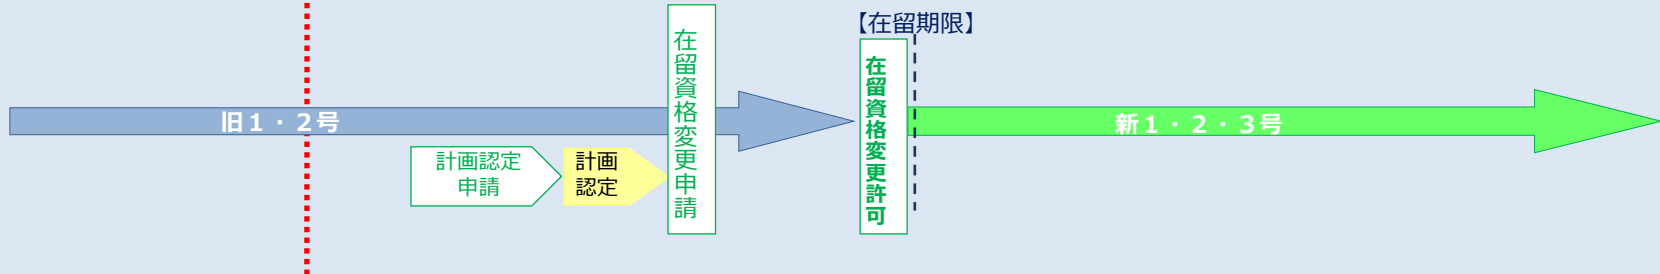 【在留期限】
旧１・２号
計画認定
申請
計画
認定
在留資格変更申請
在留資格変更許可
新１・２・３号